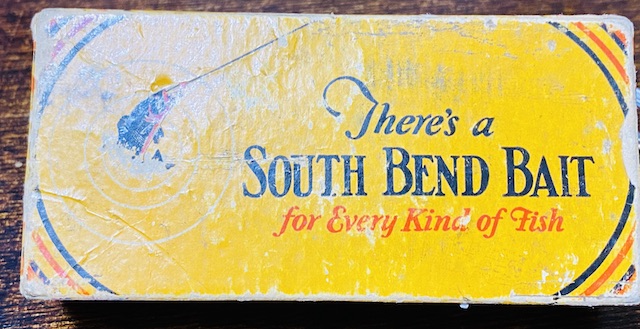 There's a
SOUTH BEND BAIT
for Every Kind of Fish